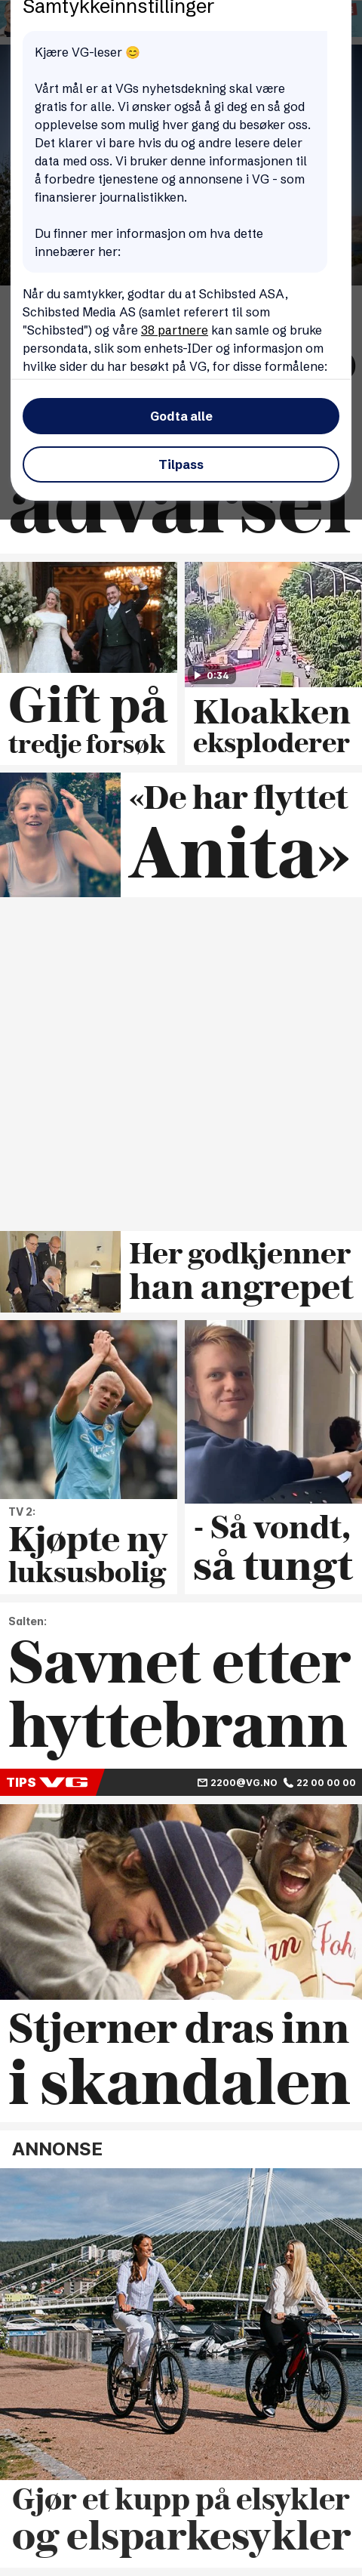 Samtykkeinnstillinger
Kjære VG-leser 😊
Vårt mål er at VGs nyhetsdekning skal være
gratis for alle. Vi ønsker også å gi deg en så god
opplevelse som mulig hver gang du besøker oss.
Det klarer vi bare hvis du og andre lesere deler
data med oss. Vi bruker denne informasjonen til
å forbedre tjenestene og annonsene i VG - som
finansierer journalistikken.
Du finner mer informasjon om hva dette
innebærer her:
Når du samtykker, godtar du at Schibsted ASA,
Schibsted Media AS (samlet referert til som
"Schibsted") og våre 38 partnere kan samle og bruke
persondata, slik som enhets-IDer og informasjon om
hvilke sider du har besøkt på VG, for disse formålene:
Godta alle
Tilpass
advarsel
0:34
Gift på
tredje forsøk
Kloakken
eksploderer
«De har flyttet
Anita»
Her godkjenner
han angrepet
TV 2:
Kjøpte ny
luksusbolig
- Så vondt,
så tungt
Salten:
Savnet etter
hyttebrann
TIPS VG 2200@VG.NO 22 00 00 00
Stjerner dras inn
i skandalen
ANNONSE
Gjør et kupp på elsykler
og elsparkesykler